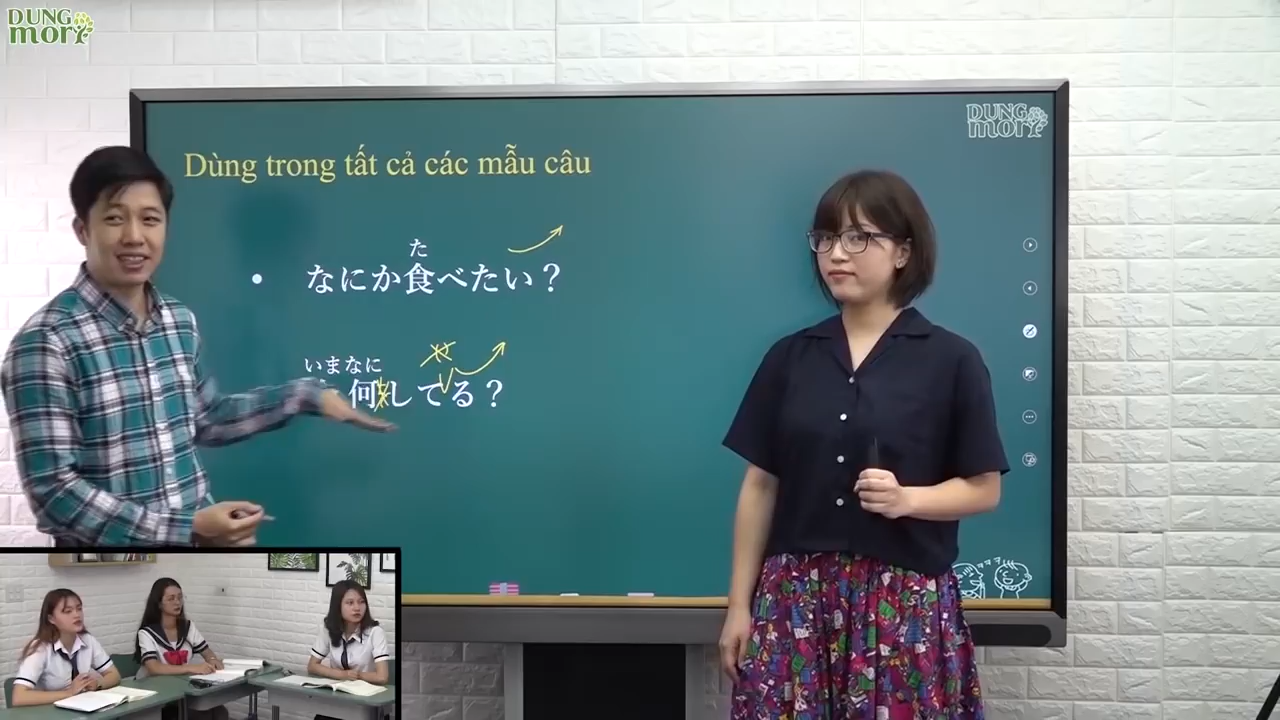 DUNG
mori
DUNG
mori
Dùng trong tất cả các mẫu câu
た
• なにか食べたい？
いまなに
何してる？